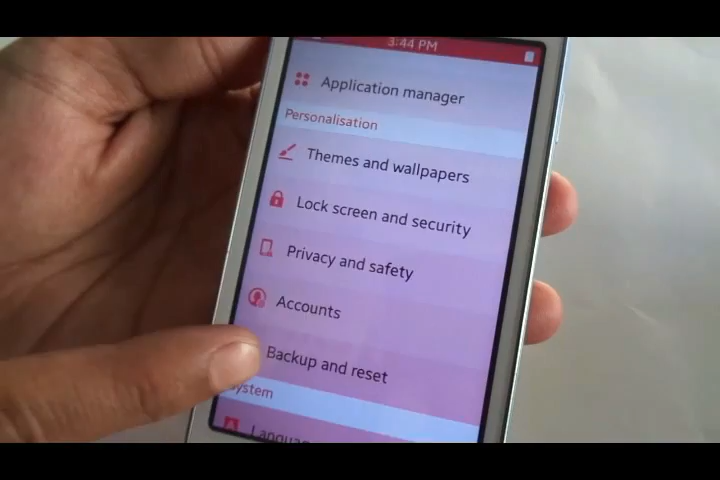 3:44 PM
Application manager
Personalisation
Themes and wallpapers
Lock screen and security
Privacy and safety
Accounts
Backup and reset
System